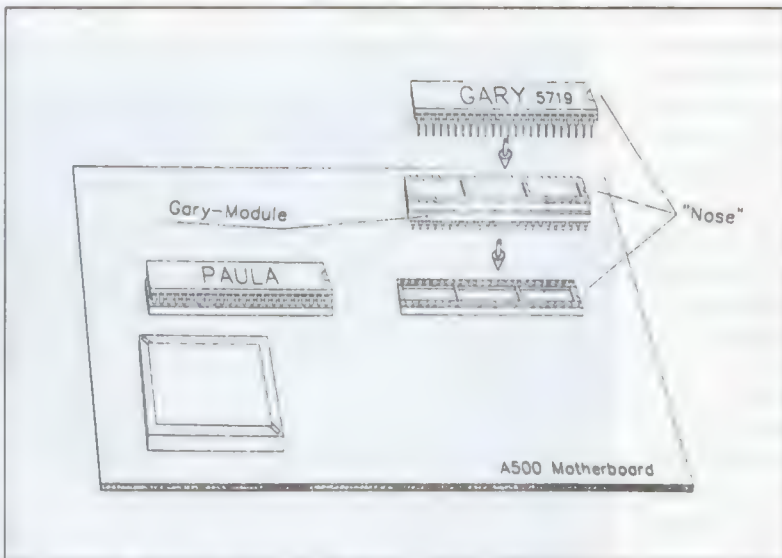 GARY 5719
Gary-Module
"Nose"
PAULA
A500 Motherboard